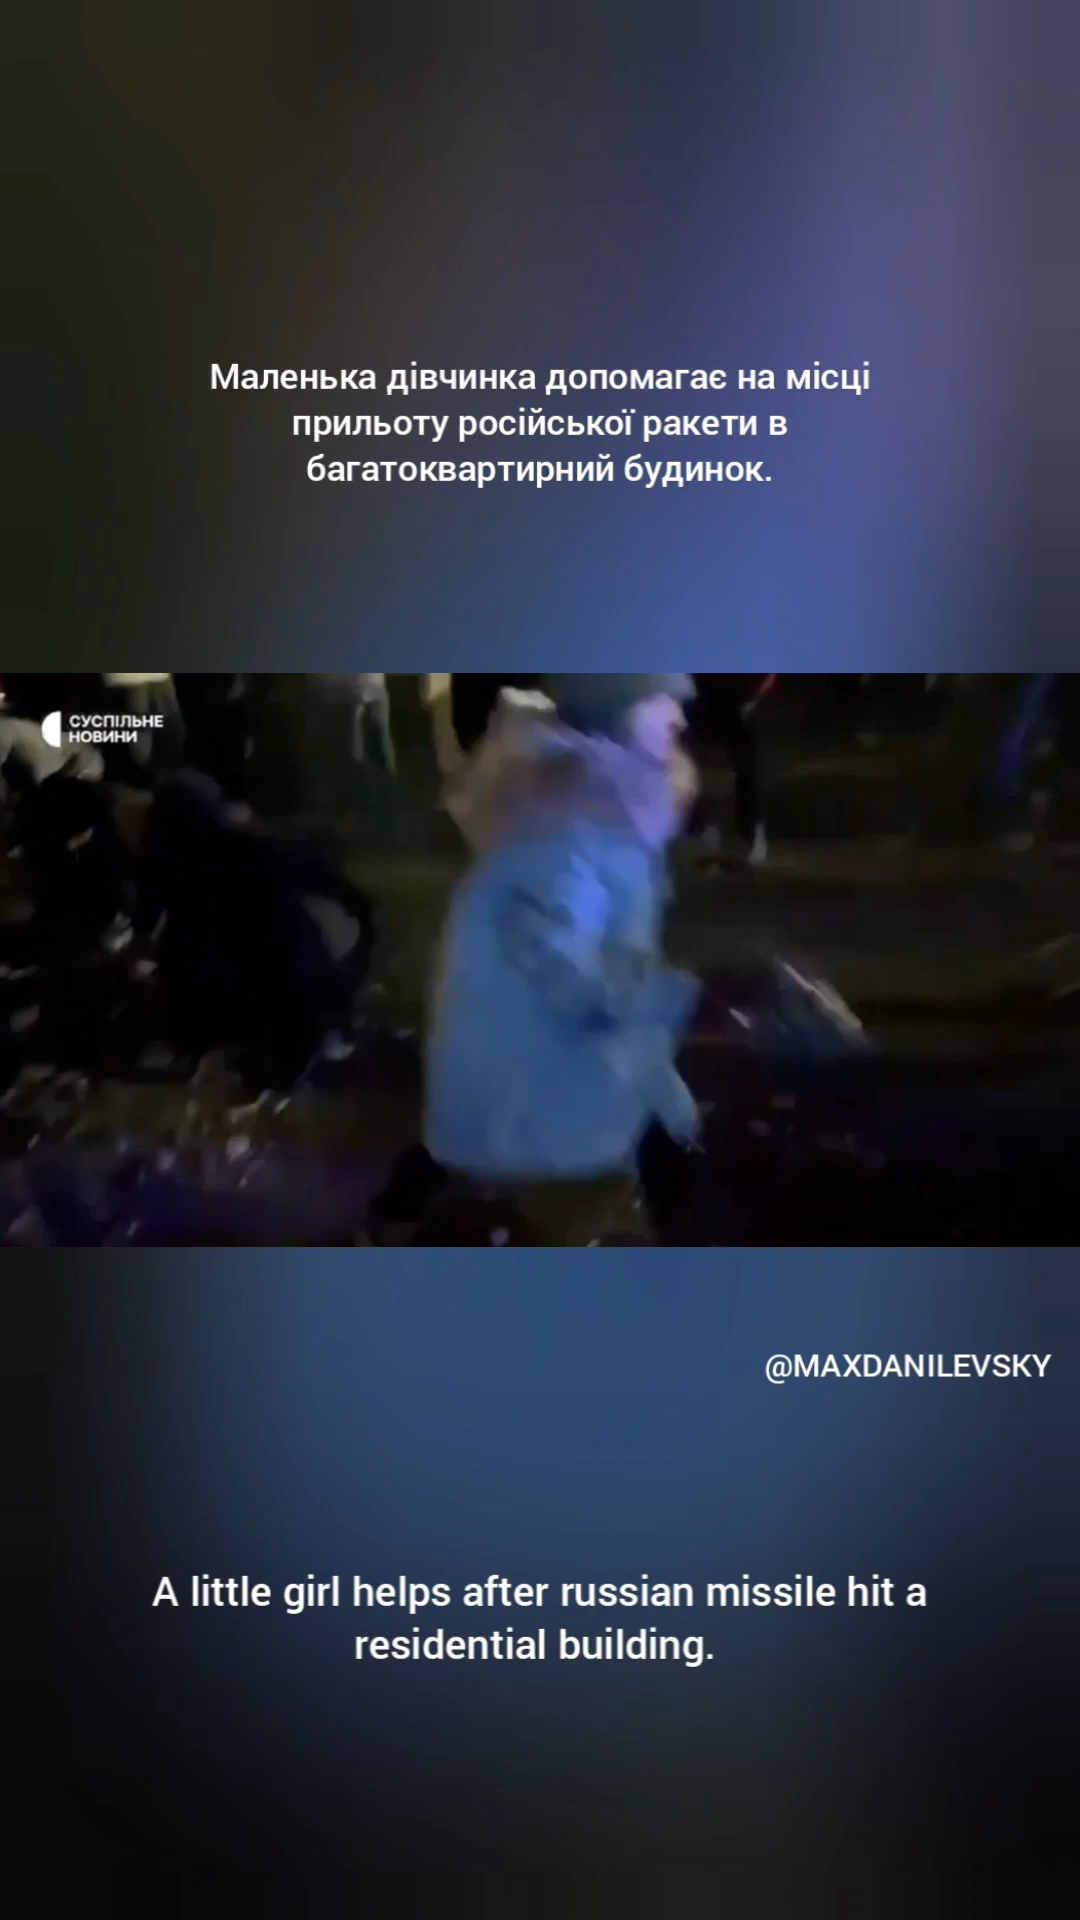 Маленька дівчинка допомагає на місці
прильоту російської ракети в
багатоквартирний будинок.
СУСПІЛЬНЕ
НОВИНИ
@MAXDANILEVSKY
A little girl helps after russian missile hit a
residential building.